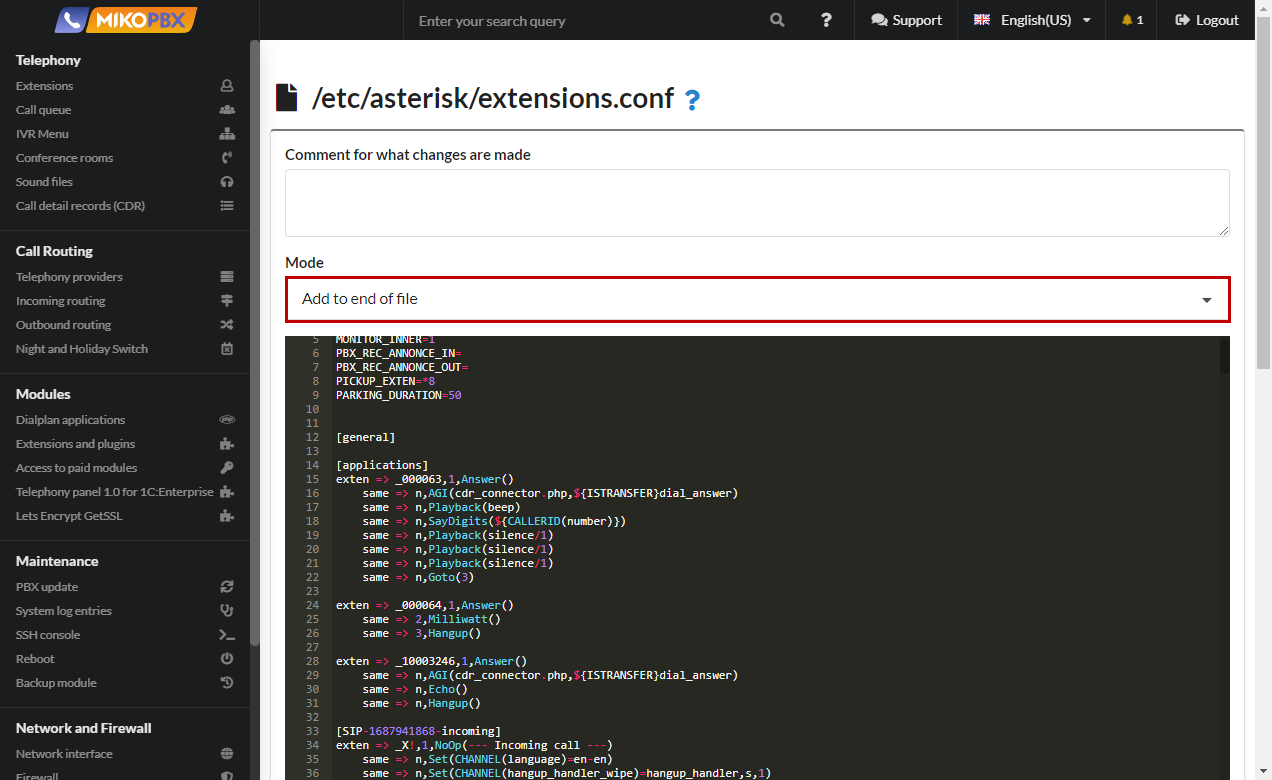 MIKOPBX
Enter your search query
?
Support
English(US)
1
Logout
Telephony
Extensions
Call queue
IVR Menu
Conference rooms
Sound files
Call detail records (CDR)
Call Routing
Telephony providers
Incoming routing
Outbound routing
Night and Holiday Switch
Modules
Dialplan applications
Extensions and plugins
Access to paid modules
Telephony panel 1.0 for 1C:Enterprise
Lets Encrypt GetSSL
Maintenance
PBX update
System log entries
SSH console
Reboot
Backup module
Network and Firewall
Network interface
Firewall
/etc/asterisk/extensions.conf ?
Comment for what changes are made
Mode
Add to end of file
5 MONITOR_INNER=1
6 PBX_REC_ANNONCE_IN=
7 PBX_REC_ANNONCE_OUT=
8 PICKUP_EXTEN=*8
9 PARKING_DURATION=50
10
11
12 [general]
13
14 [applications]
15 exten => _000063,1,Answer()
16 same => n,AGI(cdr_connector.php,${ISTRANSFER}dial_answer)
17 same => n,Playback(beep)
18 same => n,SayDigits(${CALLERID(number)})
19 same => n,Playback(silence/1)
20 same => n,Playback(silence/1)
21 same => n,Playback(silence/1)
22 same => n,Goto(3)
23
24 exten => _000064,1,Answer()
25 same => 2,Milliwatt()
26 same => 3,Hangup()
27
28 exten => _10003246,1,Answer()
29 same => n,AGI(cdr_connector.php,${ISTRANSFER}dial_answer)
30 same => n,Echo()
31 same => n,Hangup()
32
33 [SIP-1687941868-incoming]
34 exten => _X!,1,NoOp(--- Incoming call ---)
35 same => n,Set(CHANNEL(language)=en-en)
36 same => n,Set(CHANNEL(hangup_handler_wipe)=hangup_handler,s,1)